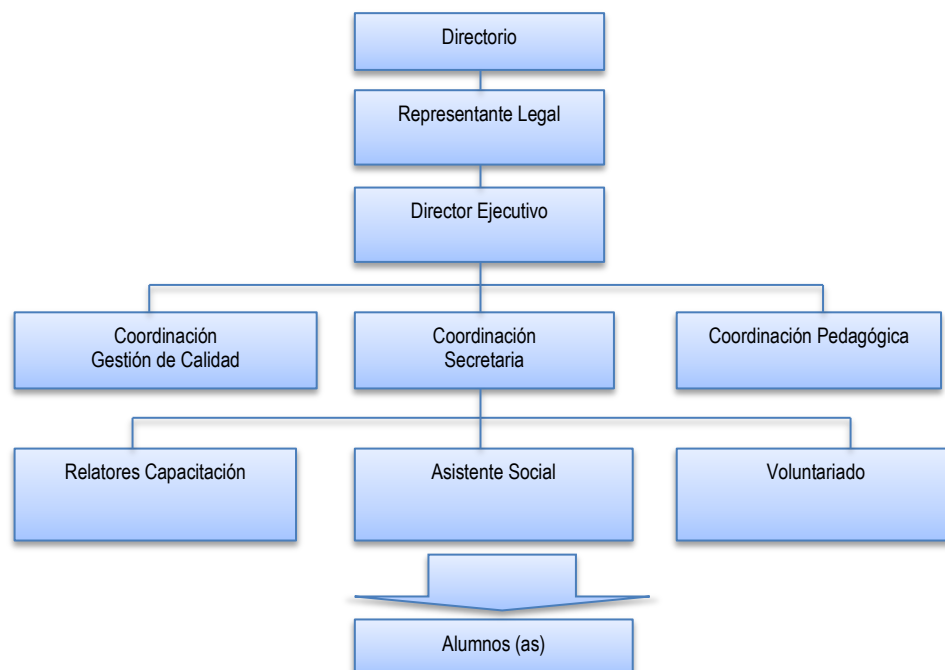 Directorio
Representante Legal
Director Ejecutivo
Coordinación
Gestión de Calidad
Coordinación
Secretaria
Coordinación Pedagógica
Relatores Capacitación
Asistente Social
Voluntariado
Alumnos (as)